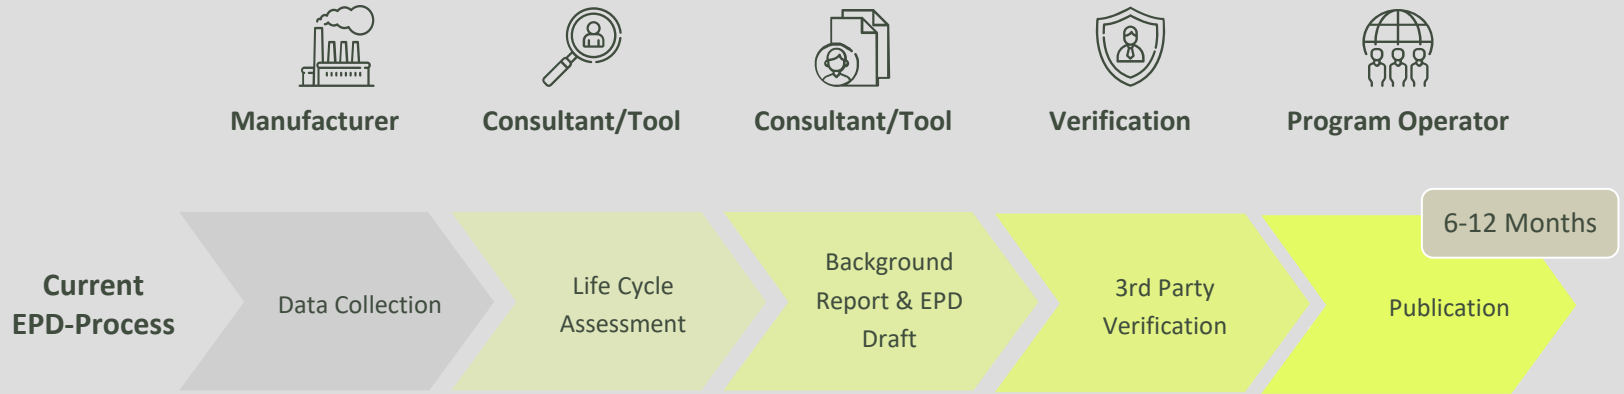 Manufacturer
Consultant/Tool
Consultant/Tool
Verification
Program Operator
6-12 Months
Current
EPD-Process
Data Collection
Life Cycle
Assessment
Background
Report & EPD
Draft
3rd Party
Verification
Publication